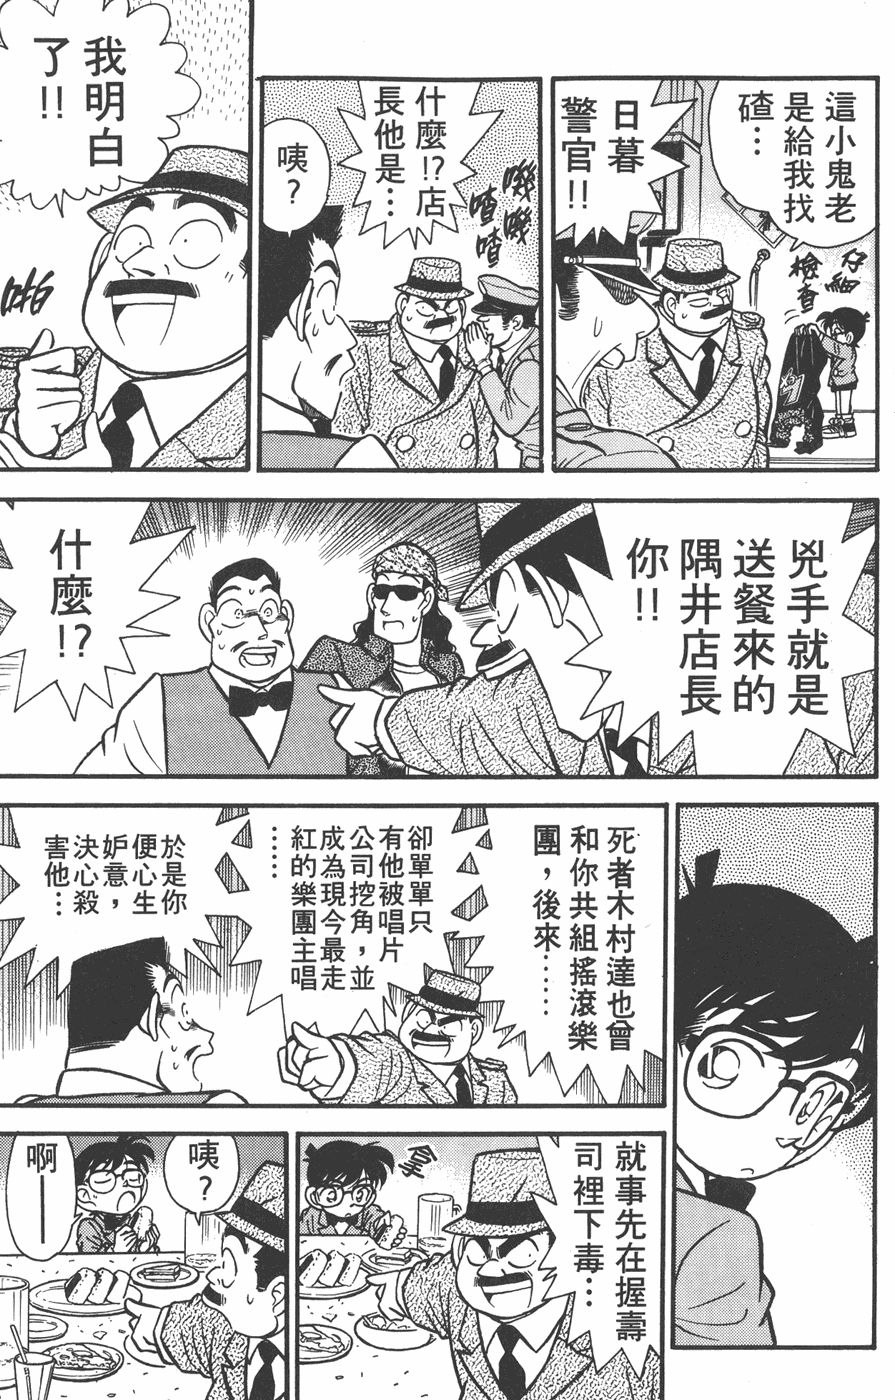 這小鬼老
是給我找
碴…
仔細
檢查
日暮
警官!!
嘰嘰
喳喳
什麼!?店
長他是…
咦?
我明白
了!!
啪
兇手就是
送餐來的
隅井店長
你!!
什麼!?
死者木村達也曾
和你共組搖滾樂
團，後來……
卻單單只
有他被唱片
公司挖角，並
成為現今最走
紅的樂團主唱
……
於是你
便心生
妒意，
決心殺
害他…
就事先在握壽
司裡下毒…
拿
咦?
啊——